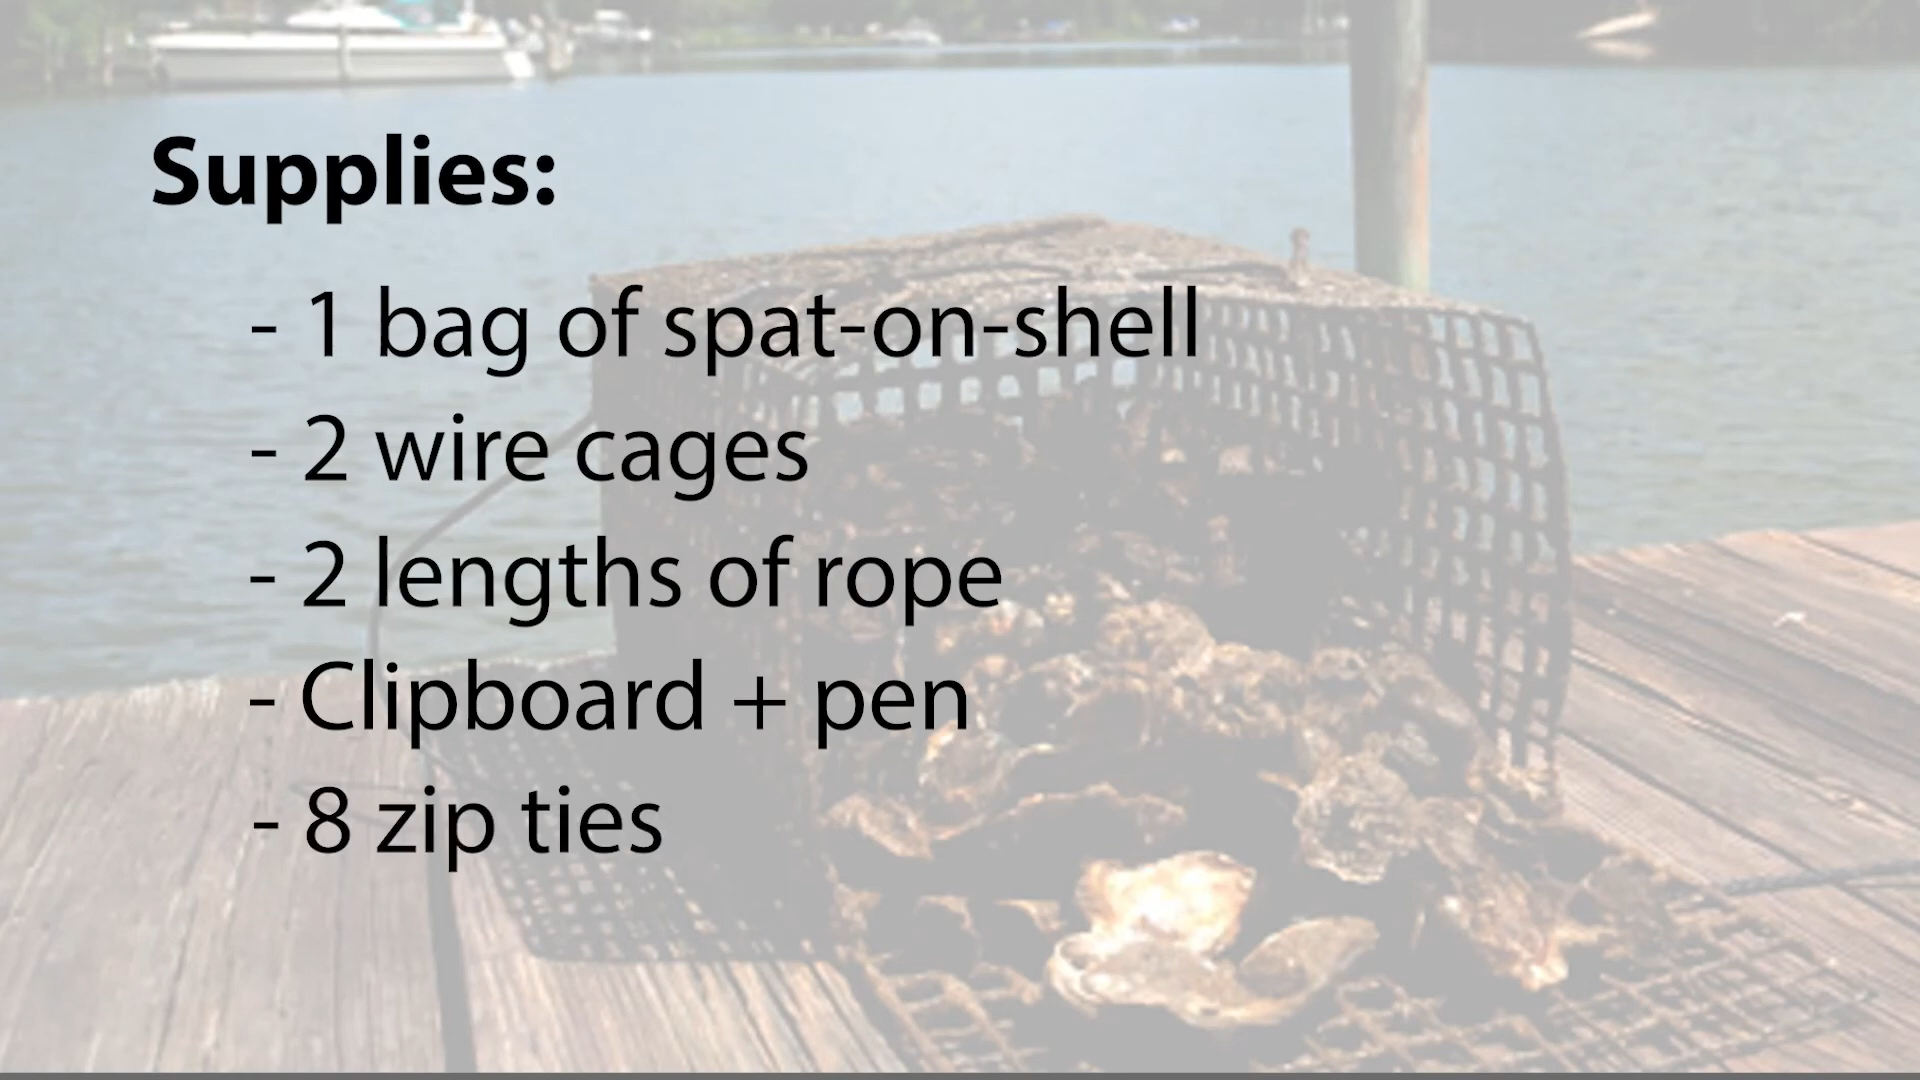 Supplies:
- 1 bag of spat-on-shell
- 2 wire cages
- 2 lengths of rope
- Clipboard + pen
- 8 zip ties